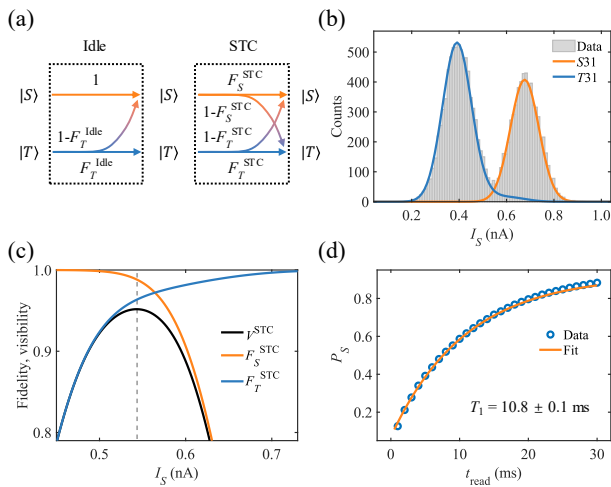 (a)
Idle
STC
|S⟩
1
|S⟩
F_S^STC
|S⟩
1-F_T^Idle
1-F_S^STC
1-F_T^STC
|T⟩
F_T^Idle
|T⟩
F_T^STC
|T⟩
(b)
500
400
300
200
100
0
Counts
Data
S31
T31
0.0
0.2
0.4
0.6
0.8
1.0
I_S (nA)
(c)
1.0
0.9
0.8
Fidelity, visibility
V^STC
F_S^STC
F_T^STC
0.5
0.6
0.7
I_S (nA)
(d)
0.8
0.6
0.4
0.2
P_S
Data
Fit
T_1 = 10.8 ± 0.1 ms
0
10
20
30
t_read (ms)